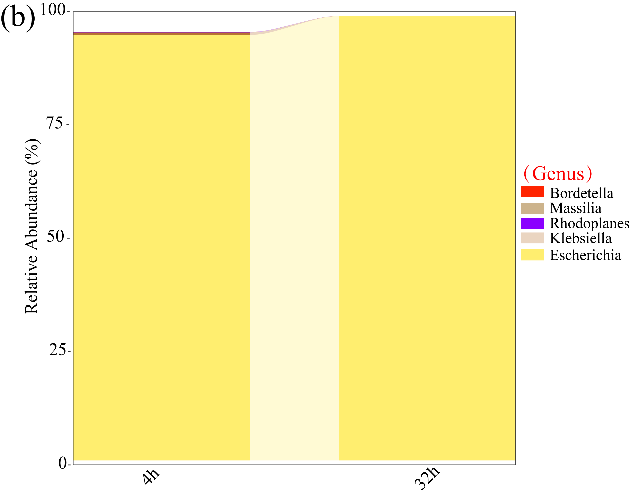 (b)
100
75
50
25
0
Relative Abundance (%)
4h
32h
(Genus)
Bordetella
Massilia
Rhodoplanes
Klebsiella
Escherichia